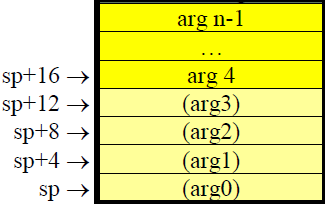 arg n-1
…
sp+16 → arg 4
sp+12 → (arg3)
sp+8 → (arg2)
sp+4 → (arg1)
sp → (arg0)